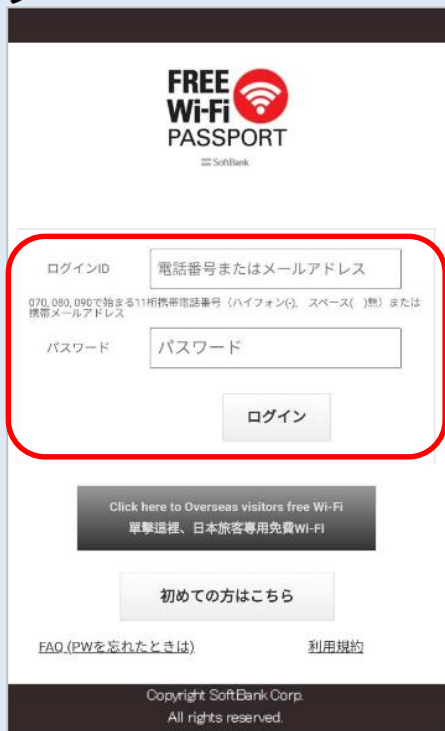 FREE
Wi-Fi
PASSPORT
SoftBank
ログインID
電話番号またはメールアドレス
070, 080, 090で始まる11桁携帯電話番号（ハイフォン(-)、スペース( )無）または
携帯メールアドレス
パスワード
パスワード
ログイン
Click here to Overseas visitors free Wi-Fi
單擊這裡、日本旅客專用免費Wi-Fi
初めての方はこちら
FAQ (PWを忘れたときは)
利用規約
Copyright SoftBank Corp.
All rights reserved.